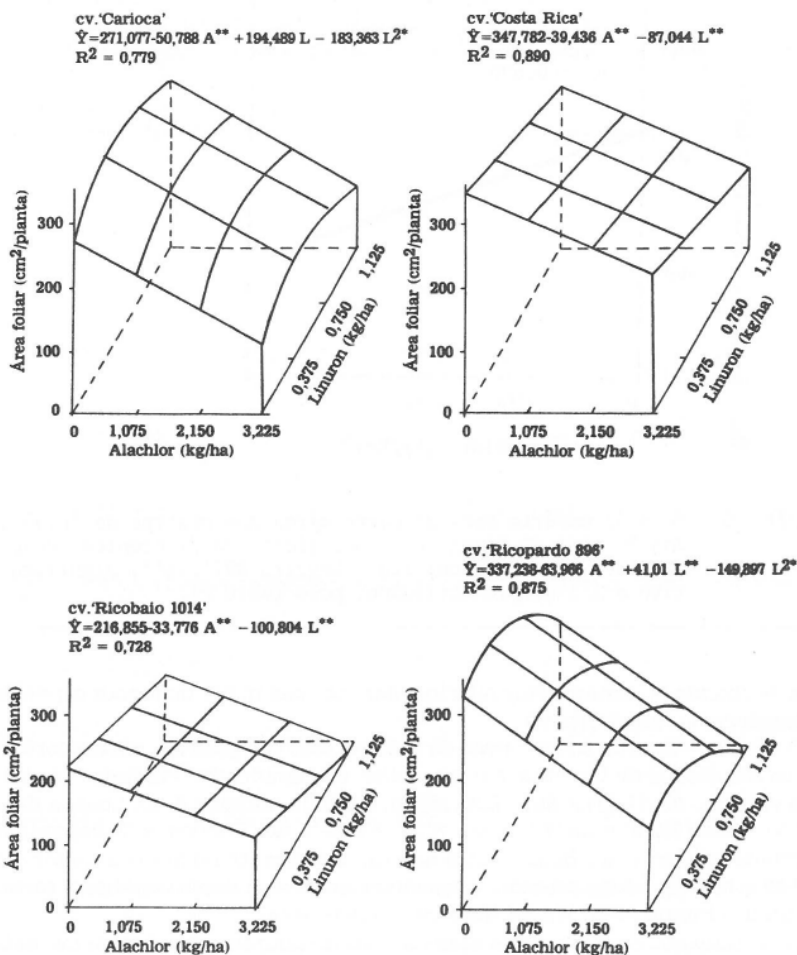 cv.'Carioca'
Ŷ=271,077-50,788 A** +194,489 L – 183,363 L2*
R2 = 0,779
Área foliar (cm2/planta)
300
200
100
0
0
1,075
2,150
3,225
Alachlor (kg/ha)
0,375
0,750
1,125
Linuron (kg/ha)
cv.'Costa Rica'
Ŷ=347,782-39,436 A** –87,044 L**
R2 = 0,890
Área foliar (cm2/planta)
300
200
100
0
0
1,075
2,150
3,225
Alachlor (kg/ha)
0,375
0,750
1,125
Linuron (kg/ha)
cv.'Ricobaio 1014'
Ŷ=216,855-33,776 A** –100,804 L**
R2 = 0,728
Área foliar (cm2/planta)
300
200
100
0
0
1,075
2,150
3,225
Alachlor (kg/ha)
0,375
0,750
1,125
Linuron (kg/ha)
cv.'Ricopardo 896'
Ŷ=337,238-63,966 A** +41,01 L** –149,897 L2*
R2 = 0,875
Área foliar (cm2/planta)
300
200
100
0
0
1,075
2,150
3,225
Alachlor (kg/ha)
0,375
0,750
1,125
Linuron (kg/ha)